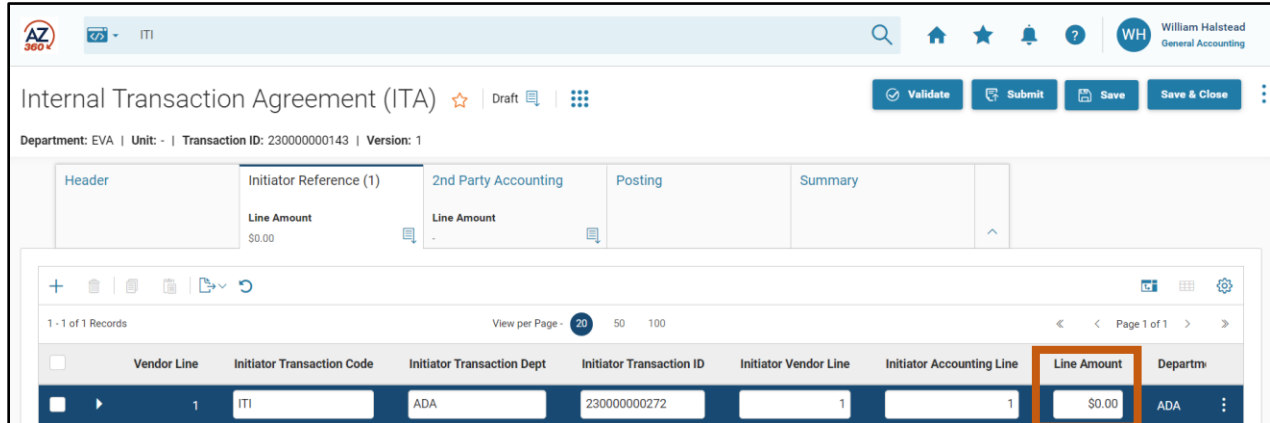 AZ
360
ITI
WH
William Halstead
General Accounting
Internal Transaction Agreement (ITA)
Draft
Validate
Submit
Save
Save & Close
Department: EVA | Unit: - | Transaction ID: 230000000143 | Version: 1
Header
Initiator Reference (1)
2nd Party Accounting
Posting
Summary
Line Amount
Line Amount
$0.00
-
1 - 1 of 1 Records
View per Page - 20 50 100
Page 1 of 1
Vendor Line Initiator Transaction Code Initiator Transaction Dept Initiator Transaction ID Initiator Vendor Line Initiator Accounting Line Line Amount Departm
1 ITI ADA 230000000272 1 1 $0.00 ADA